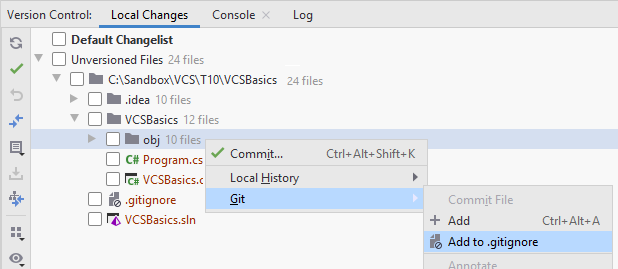 Version Control: Local Changes Console Log
Default Changelist
Unversioned Files 24 files
C:\Sandbox\VCS\T10\VCSBasics 24 files
.idea 10 files
VCSBasics 12 files
obj 10 files
C# Program.cs
C# VCSBasics.c
.gitignore
VCSBasics.sln
Commit... Ctrl+Alt+Shift+K
Local History
Git
Commit File
Add Ctrl+Alt+A
Add to .gitignore
Annotate